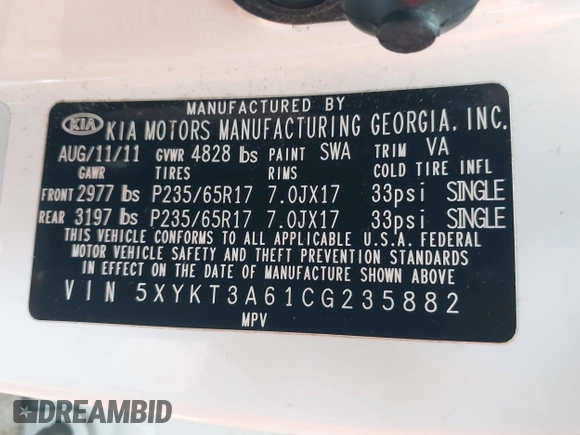 MANUFACTURED BY
KIA KIA MOTORS MANUFACTURING GEORGIA, INC.
AUG/11/11 GVWR 4828 lbs PAINT SWA TRIM VA
GAWR TIRES RIMS COLD TIRE INFL
FRONT 2977 lbs P235/65R17 7.0JX17 33psi SINGLE
REAR 3197 lbs P235/65R17 7.0JX17 33psi SINGLE
THIS VEHICLE CONFORMS TO ALL APPLICABLE U.S.A. FEDERAL
MOTOR VEHICLE SAFETY AND THEFT PREVENTION STANDARDS
IN EFFECT ON THE DATE OF MANUFACTURE SHOWN ABOVE.
VIN 5XYKT3A61CG235882
MPV
DREAMBID